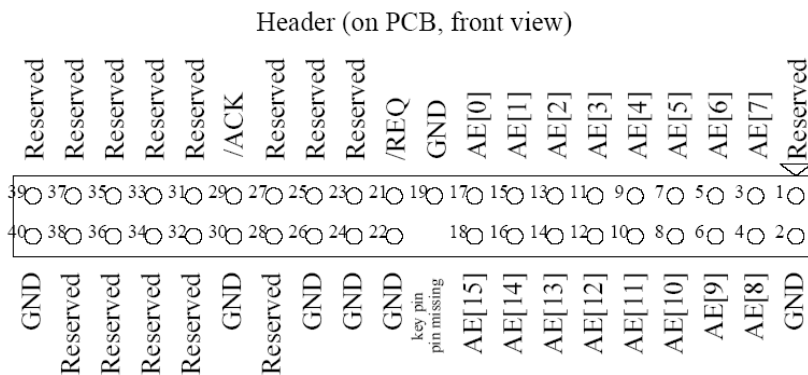 Header (on PCB, front view)
Reserved
Reserved
Reserved
Reserved
Reserved
/ACK
Reserved
Reserved
Reserved
/REQ
GND
AE[0]
AE[1]
AE[2]
AE[3]
AE[4]
AE[5]
AE[6]
AE[7]
Reserved
39 37 35 33 31 29 27 25 23 21 19 17 15 13 11 9 7 5 3 1
40 38 36 34 32 30 28 26 24 22 18 16 14 12 10 8 6 4 2
GND
Reserved
Reserved
Reserved
Reserved
GND
Reserved
GND
GND
GND
key pin
pin missing
AE[15]
AE[14]
AE[13]
AE[12]
AE[11]
AE[10]
AE[9]
AE[8]
GND